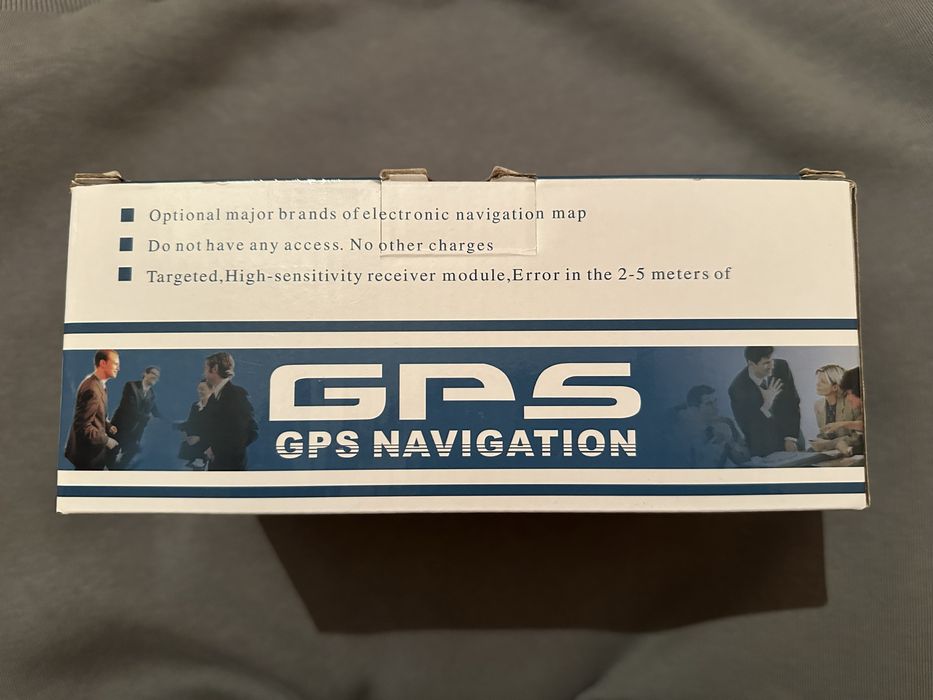 Optional major brands of electronic navigation map
Do not have any access. No other charges
Targeted,High-sensitivity receiver module,Error in the 2-5 meters of
GPS
GPS NAVIGATION